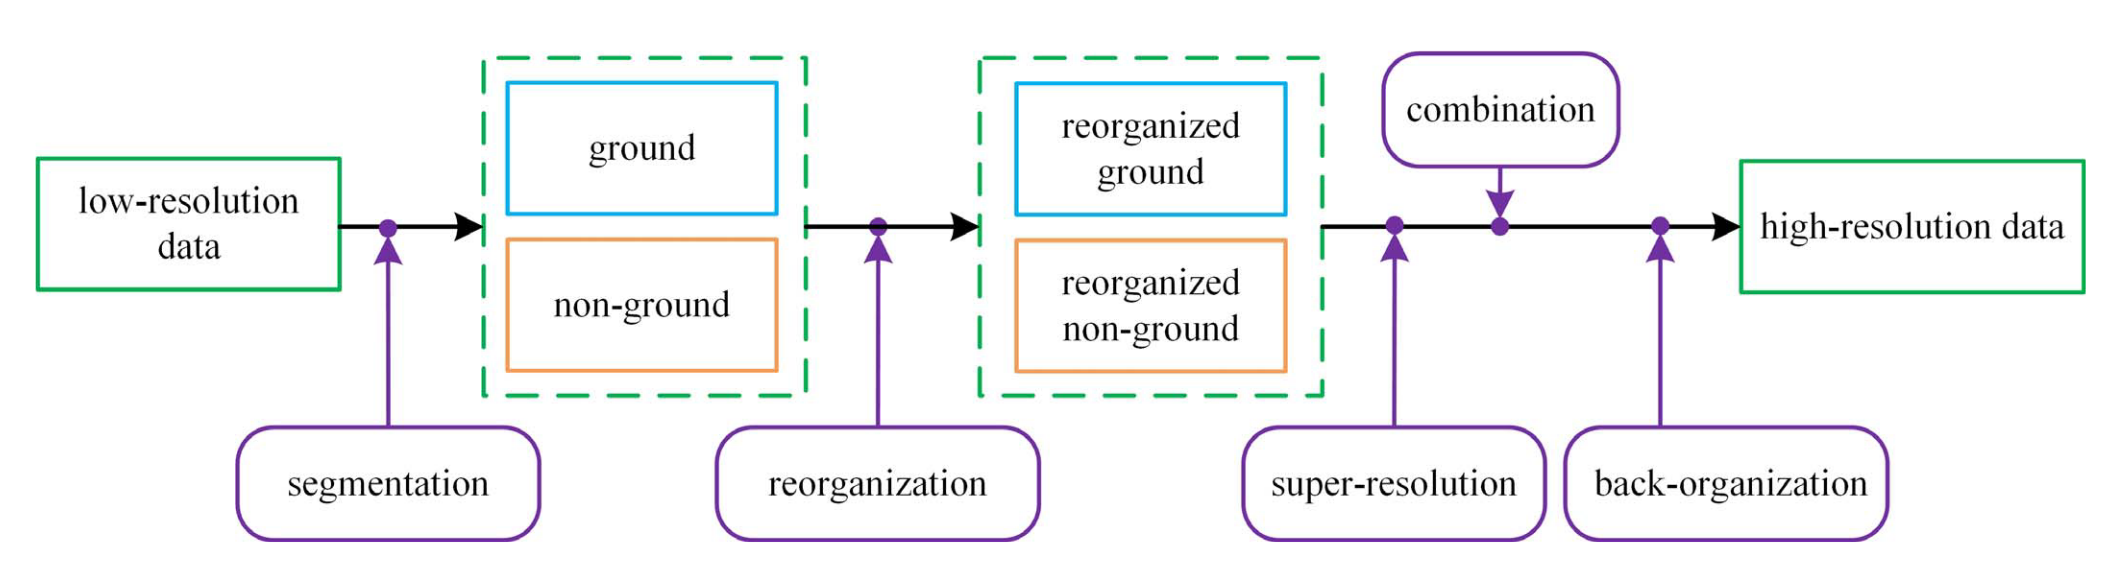 low-resolution
data
ground
non-ground
reorganized
ground
reorganized
non-ground
combination
high-resolution data
segmentation
reorganization
super-resolution
back-organization